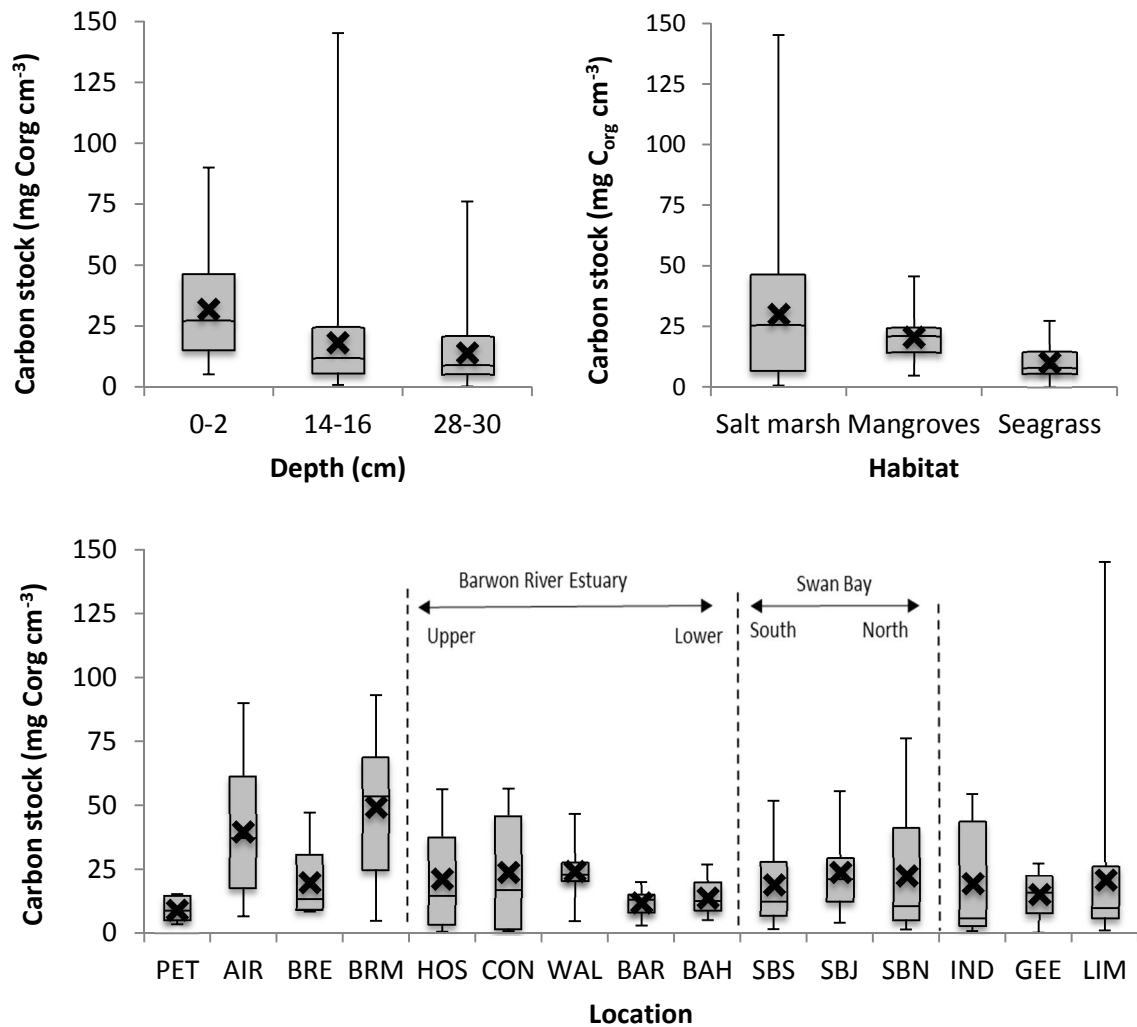 Carbon stock (mg Corg cm-3)
150
125
100
75
50
25
0
0-2 14-16 28-30
Depth (cm)
Carbon stock (mg Corg cm-3)
150
125
100
75
50
25
0
Salt marsh Mangroves Seagrass
Habitat
Carbon stock (mg Corg cm-3)
150
125
100
75
50
25
0
Barwon River Estuary
Upper Lower
Swan Bay
South North
PET AIR BRE BRM HOS CON WAL BAR BAH SBS SBJ SBN IND GEE LIM
Location